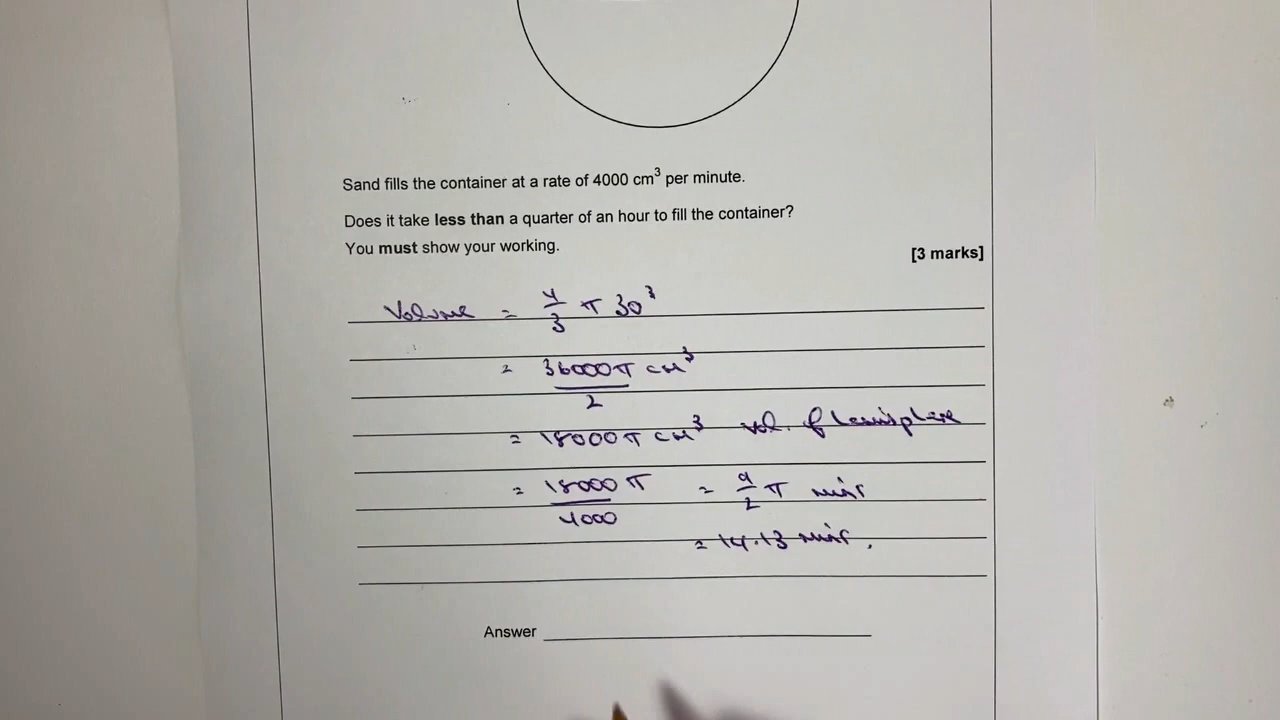 Sand fills the container at a rate of 4000 cm³ per minute.
Does it take less than a quarter of an hour to fill the container?
You must show your working.
[3 marks]
Volume = 4/3 π 30³
= 36000π cm³
2
= 18000π cm³ vol. of hemisphere
= 18000π/4000 = 9/2 π mins
= 14.13 mins.
Answer